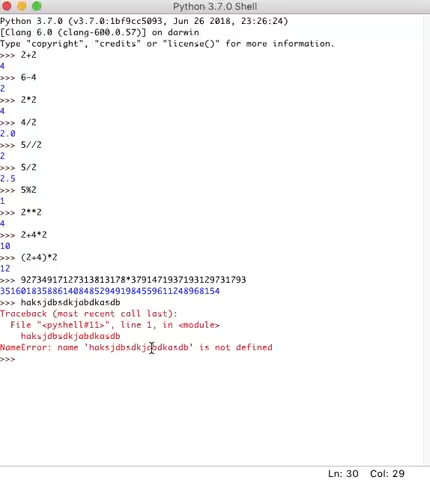 Python 3.7.0 Shell
Python 3.7.0 (v3.7.0:1bf9cc5093, Jun 26 2018, 23:26:24)
[Clang 6.0 (clang-600.0.57)] on darwin
Type "copyright", "credits" or "license()" for more information.
>>> 2+2
4
>>> 6-4
2
>>> 2*2
4
>>> 4/2
2.0
>>> 5//2
2
>>> 5/2
2.5
>>> 5%2
1
>>> 2**2
4
>>> 2+4*2
10
>>> (2+4)*2
12
>>> 92734917127313813178*3791471937193129731793
351601835886140848529491984559611248968154
>>> haksjdbsdkjabdkasdb
Traceback (most recent call last):
File "<pyshell#11>", line 1, in <module>
haksjdbsdkjabdkasdb
NameError: name 'haksjdbsdkjabdkasdb' is not defined
>>>
Ln: 30 Col: 29